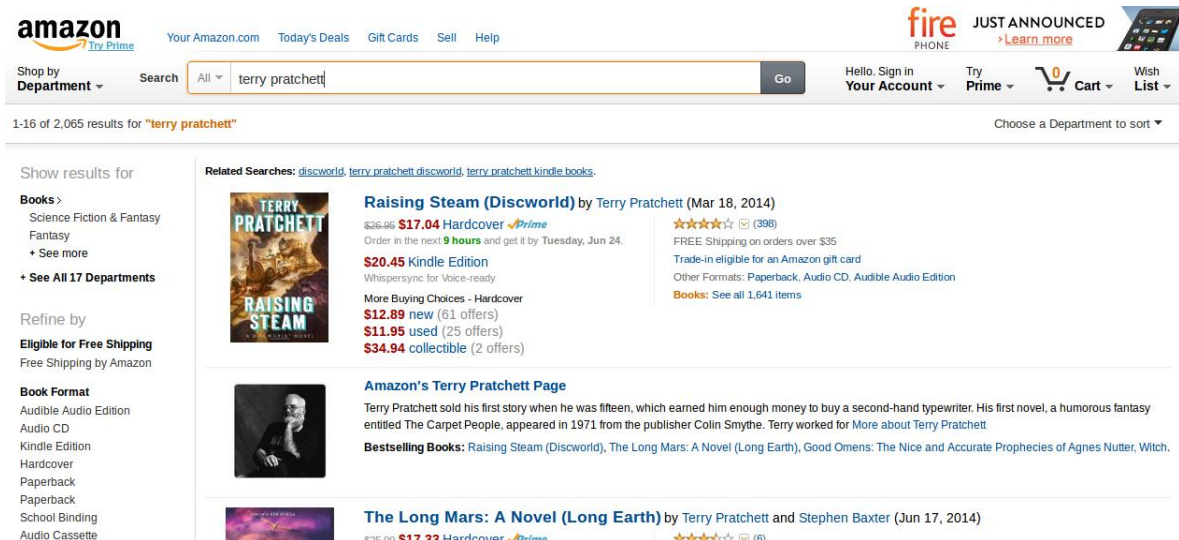 amazon
Try Prime
Your Amazon.com Today's Deals Gift Cards Sell Help
fire
PHONE
JUST ANNOUNCED
›Learn more
Shop by
Department
Search
All
terry pratchett
Go
Hello. Sign in
Your Account
Try
Prime
0
Cart
Wish
List
1-16 of 2,065 results for "terry pratchett"
Choose a Department to sort
Show results for
Books ›
Science Fiction & Fantasy
Fantasy
+ See more
+ See All 17 Departments
Refine by
Eligible for Free Shipping
Free Shipping by Amazon
Book Format
Audible Audio Edition
Audio CD
Kindle Edition
Hardcover
Paperback
Paperback
School Binding
Audio Cassette
Related Searches: discworld, terry pratchett discworld, terry pratchett kindle books.
TERRY
PRATCHETT
RAISING
STEAM
A DISCWORLD NOVEL
Raising Steam (Discworld) by Terry Pratchett (Mar 18, 2014)
$26.95 $17.04 Hardcover Prime
Order in the next 9 hours and get it by Tuesday, Jun 24.
$20.45 Kindle Edition
Whispersync for Voice-ready
More Buying Choices - Hardcover
$12.89 new (61 offers)
$11.95 used (25 offers)
$34.94 collectible (2 offers)
(398)
FREE Shipping on orders over $35
Trade-in eligible for an Amazon gift card
Other Formats: Paperback, Audio CD, Audible Audio Edition
Books: See all 1,641 items
Amazon's Terry Pratchett Page
Terry Pratchett sold his first story when he was fifteen, which earned him enough money to buy a second-hand typewriter. His first novel, a humorous fantasy
entitled The Carpet People, appeared in 1971 from the publisher Colin Smythe. Terry worked for More about Terry Pratchett
Bestselling Books: Raising Steam (Discworld), The Long Mars: A Novel (Long Earth), Good Omens: The Nice and Accurate Prophecies of Agnes Nutter, Witch.
The Long Mars: A Novel (Long Earth) by Terry Pratchett and Stephen Baxter (Jun 17, 2014)
$25.99 $17.33 Hardcover Prime
(6)